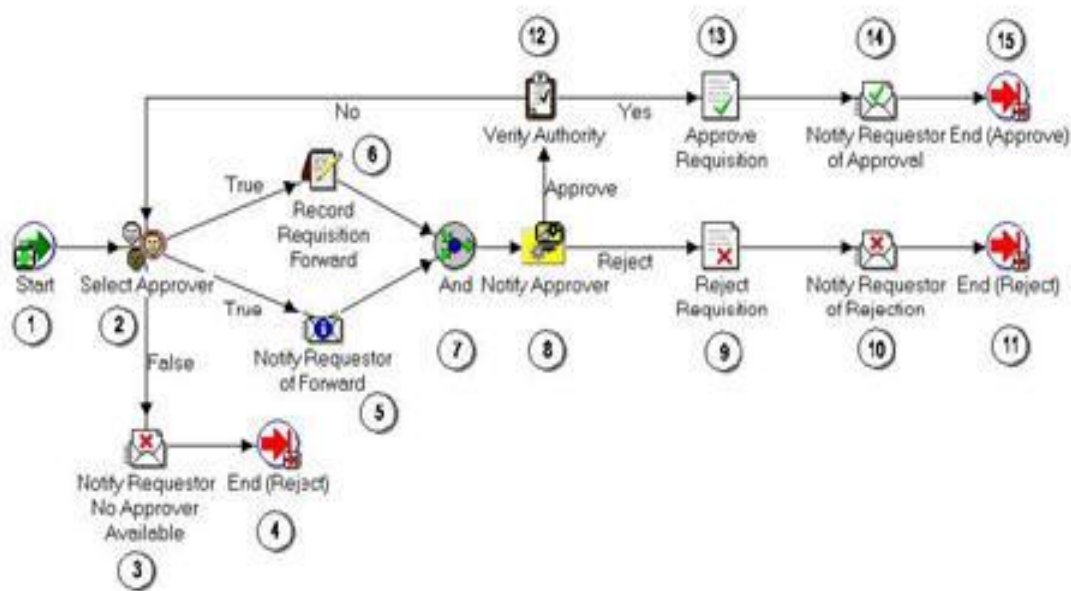 12
13
14
15
No
Verify Authority
Yes
Approve
Requisition
Notify Requestor
of Approval
End (Approve)
6
True
Record
Requisition
Forward
Approve
Start
Select Approver
And
Notify Approver
Reject
Reject
Requisition
Notify Requestor
of Rejection
End (Reject)
1
2
True
7
8
9
10
11
False
Notify Requestor
of Forward
5
Notify Requestor
No Approver
Available
End (Reject)
4
3